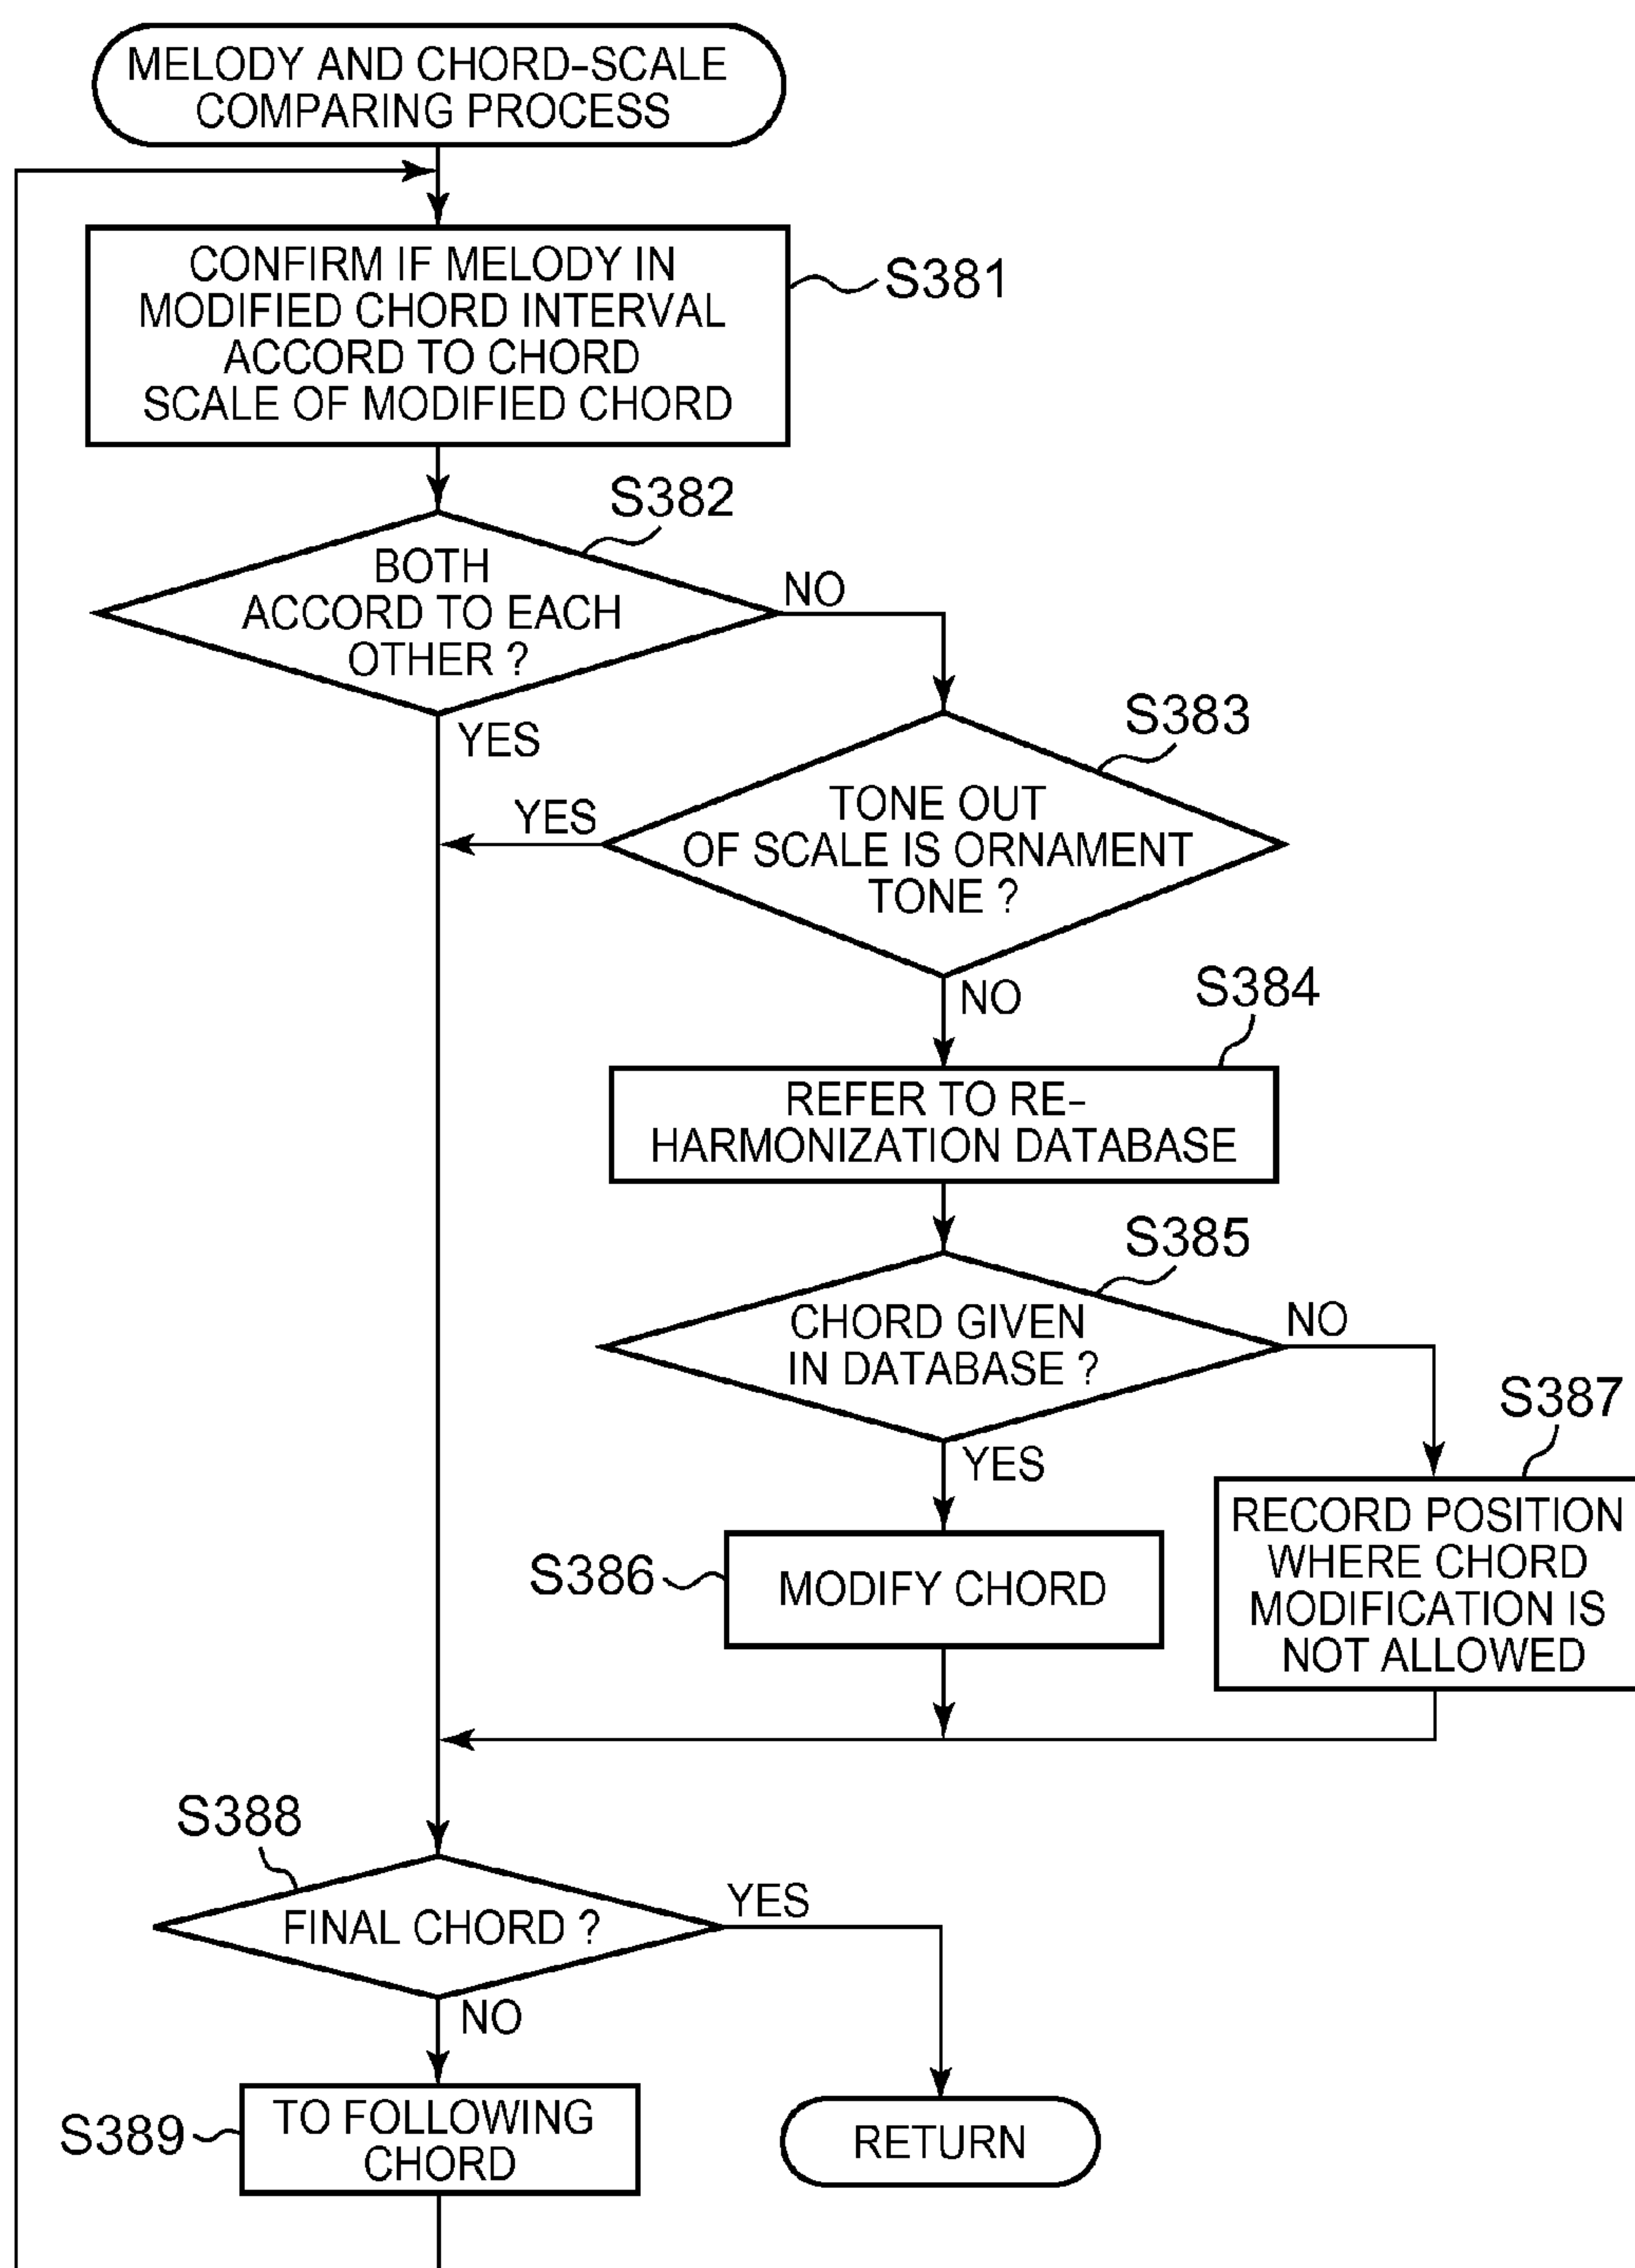 MELODY AND CHORD-SCALE
COMPARING PROCESS
CONFIRM IF MELODY IN
MODIFIED CHORD INTERVAL
ACCORD TO CHORD
SCALE OF MODIFIED CHORD
S381
S382
BOTH
ACCORD TO EACH
OTHER ?
NO
YES
S383
TONE OUT
OF SCALE IS ORNAMENT
TONE ?
YES
NO
S384
REFER TO RE-
HARMONIZATION DATABASE
S385
CHORD GIVEN
IN DATABASE ?
NO
YES
S387
RECORD POSITION
WHERE CHORD
MODIFICATION IS
NOT ALLOWED
S386
MODIFY CHORD
S388
FINAL CHORD ?
YES
NO
S389
TO FOLLOWING
CHORD
RETURN